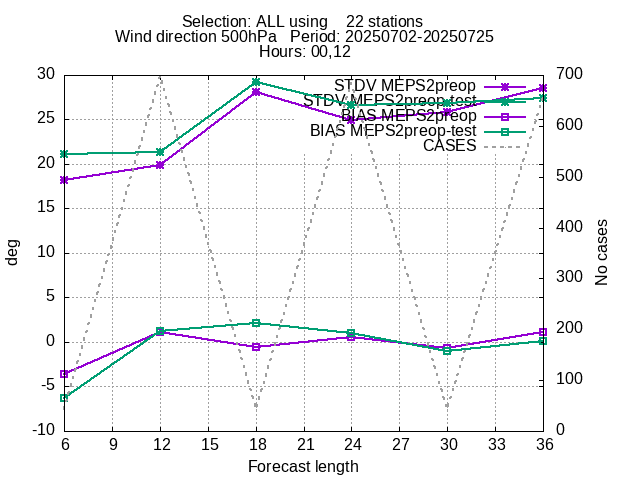 Selection: ALL using    22 stations
Wind direction 500hPa   Period: 20250702-20250725
Hours: 00,12
STDV MEPS2preop
STDV MEPS2preop-test
BIAS MEPS2preop
BIAS MEPS2preop-test
CASES
30
25
20
15
10
5
0
-5
-10
deg
700
600
500
400
300
200
100
0
No cases
6 9 12 15 18 21 24 27 30 33 36
Forecast length